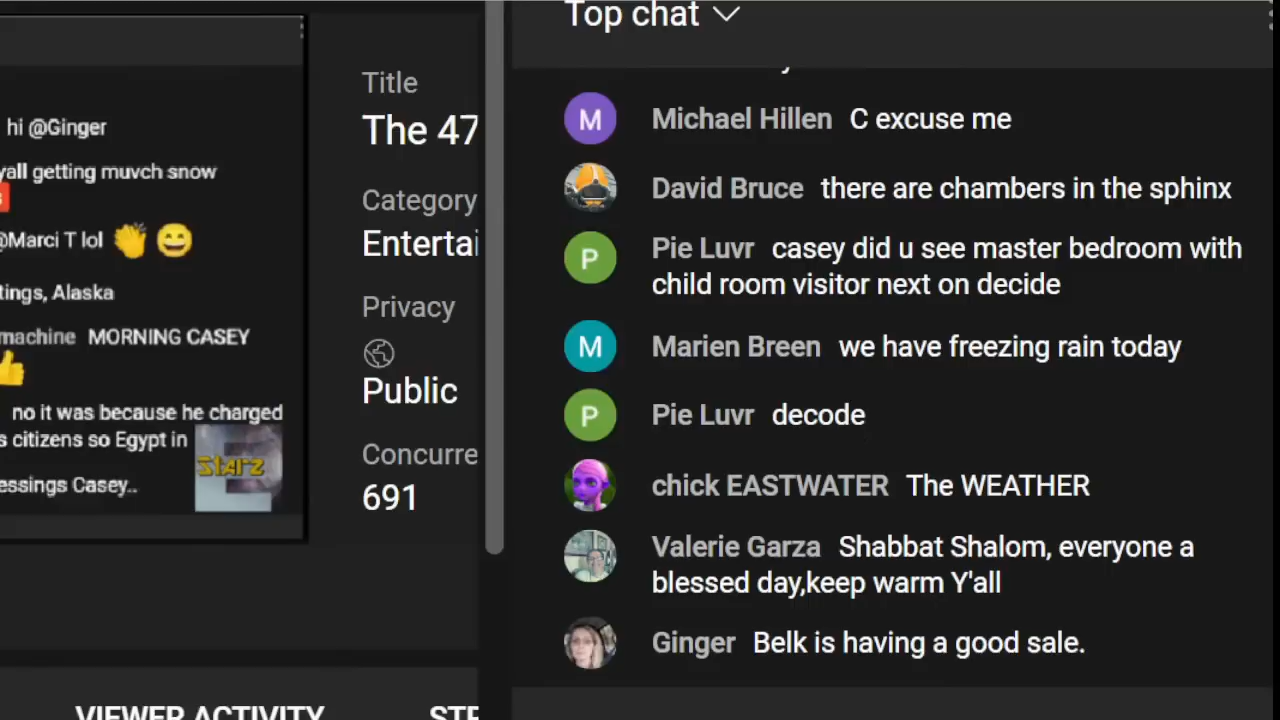 hi @Ginger
yall getting muvch snow
@Marci T lol
tings, Alaska
machine MORNING CASEY
no it was because he charged
s citizens so Egypt in
STARZ
essings Casey..
Title
The 47
Category
Entertai
Privacy
Public
Concurre
691
VIEWER ACTIVITY
STR
Top chat
M Michael Hillen C excuse me
David Bruce there are chambers in the sphinx
P Pie Luvr casey did u see master bedroom with
child room visitor next on decide
M Marien Breen we have freezing rain today
P Pie Luvr decode
chick EASTWATER The WEATHER
Valerie Garza Shabbat Shalom, everyone a
blessed day,keep warm Y'all
Ginger Belk is having a good sale.